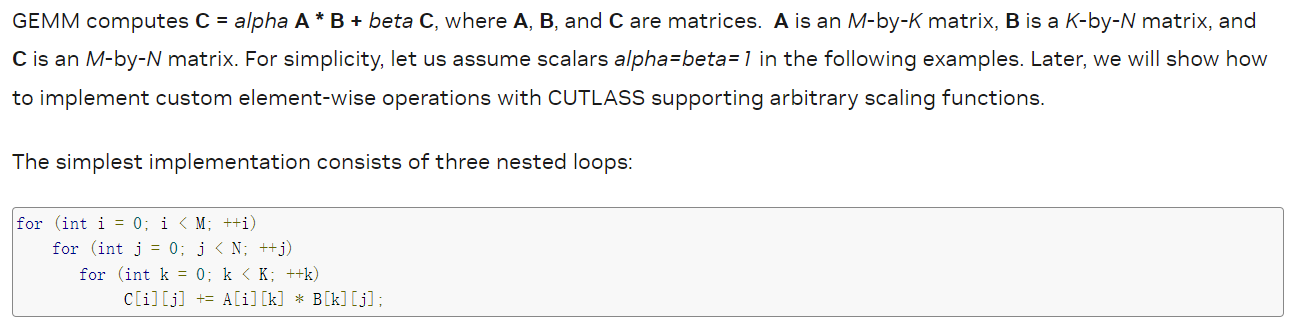 GEMM computes C = alpha A * B + beta C, where A, B, and C are matrices.  A is an M-by-K matrix, B is a K-by-N matrix, and
C is an M-by-N matrix. For simplicity, let us assume scalars alpha=beta=1 in the following examples. Later, we will show how
to implement custom element-wise operations with CUTLASS supporting arbitrary scaling functions.
The simplest implementation consists of three nested loops:
for (int i = 0; i < M; ++i)
    for (int j = 0; j < N; ++j)
        for (int k = 0; k < K; ++k)
            C[i][j] += A[i][k] * B[k][j];